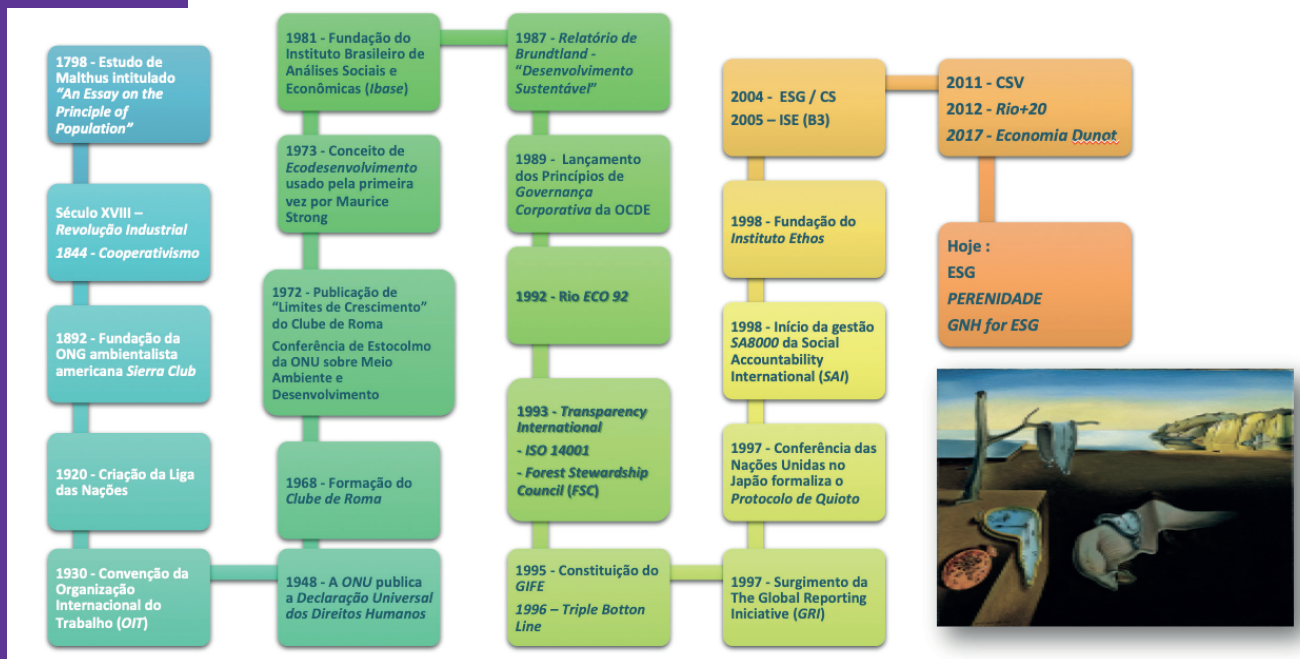 1798 - Estudo de
Malthus intitulado
“An Essay on the
Principle of
Population”
Século XVIII –
Revolução Industrial
1844 - Cooperativismo
1892 - Fundação da
ONG ambientalista
americana Sierra Club
1920 - Criação da Liga
das Nações
1930 - Convenção da
Organização
Internacional do
Trabalho (OIT)
1948 - A ONU publica
a Declaração Universal
dos Direitos Humanos
1968 - Formação do
Clube de Roma
1972 - Publicação de
“Limites de Crescimento”
do Clube de Roma
Conferência de Estocolmo
da ONU sobre Meio
Ambiente e
Desenvolvimento
1973 - Conceito de
Ecodesenvolvimento
usado pela primeira
vez por Maurice
Strong
1981 - Fundação do
Instituto Brasileiro de
Análises Sociais e
Econômicas (Ibase)
1987 - Relatório de
Brundtland -
“Desenvolvimento
Sustentável”
1989 - Lançamento
dos Princípios de
Governança
Corporativa da OCDE
1992 - Rio ECO 92
1993 - Transparency
International
- ISO 14001
- Forest Stewardship
Council (FSC)
1995 - Constituição do
GIFE
1996 – Triple Botton
Line
1997 - Surgimento da
The Global Reporting
Iniciative (GRI)
1997 - Conferência das
Nações Unidas no
Japão formaliza o
Protocolo de Quioto
1998 - Início da gestão
SA8000 da Social
Accountability
International (SAI)
1998 - Fundação do
Instituto Ethos
2004 - ESG / CS
2005 – ISE (B3)
2011 - CSV
2012 - Rio+20
2017 - Economia Dunot
Hoje :
ESG
PERENIDADE
GNH for ESG